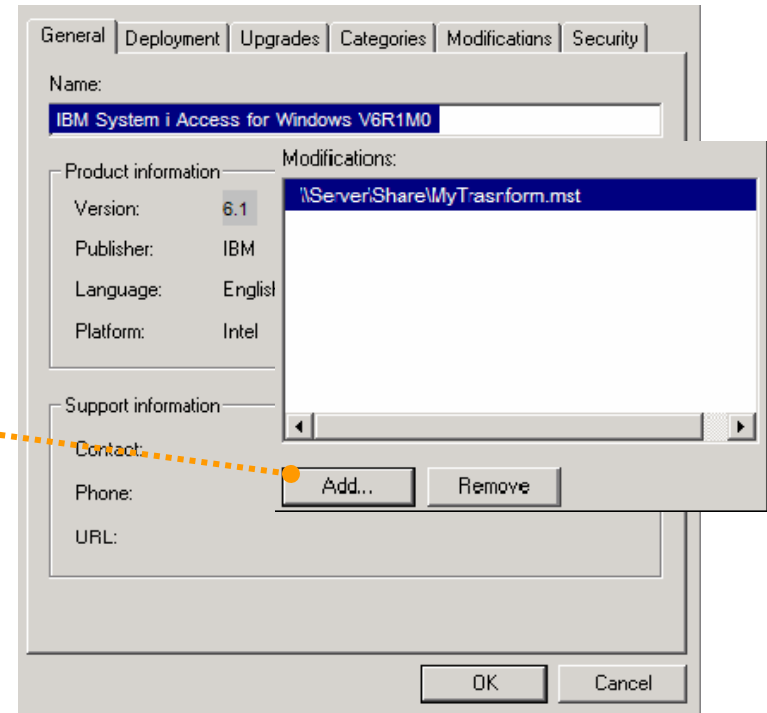 General Deployment Upgrades Categories Modifications Security
Name:
IBM System i Access for Windows V6R1M0
Product information
Version: 6.1
Publisher: IBM
Language: English
Platform: Intel
Modifications:
\\Server\Share\MyTrasnform.mst
Add... Remove
Support information
Contact:
Phone:
URL:
OK Cancel